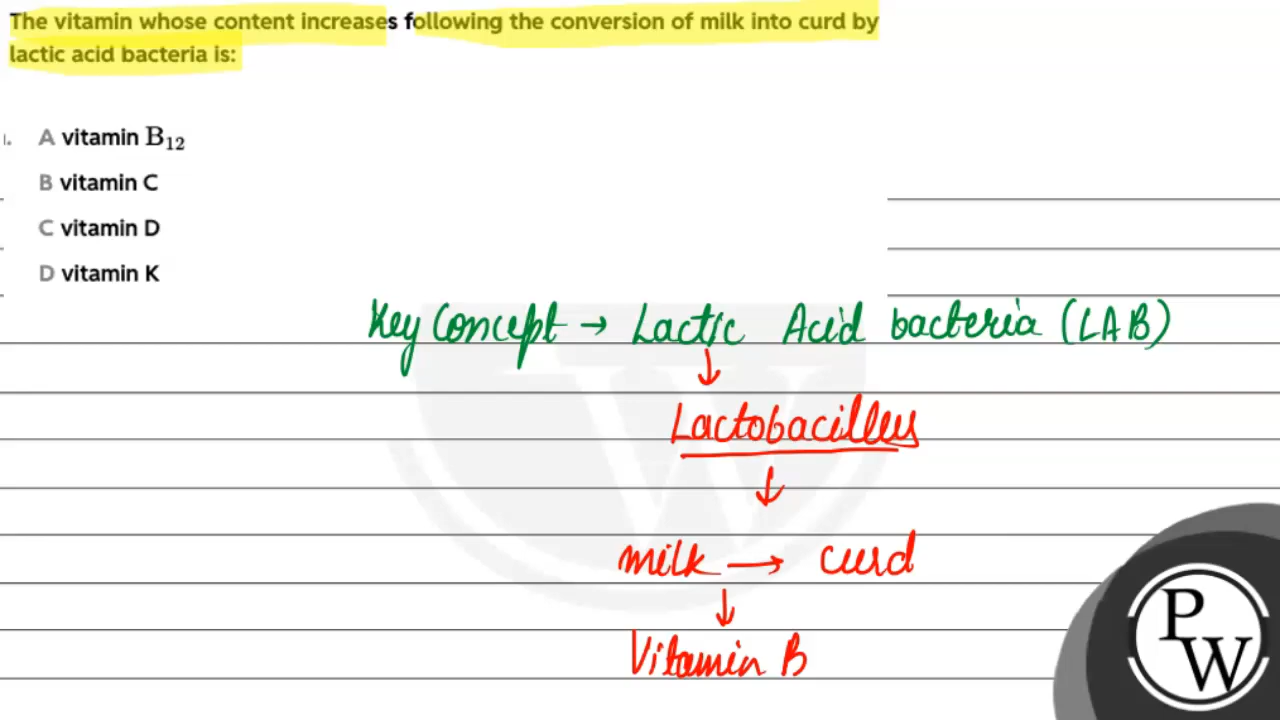 The vitamin whose content increases following the conversion of milk into curd by
lactic acid bacteria is:
A vitamin B₁₂
B vitamin C
C vitamin D
D vitamin K
Key Concept → Lactic Acid bacteria (LAB)
↓
Lactobacillus
↓
milk → curd
↓
Vitamin B
P
W